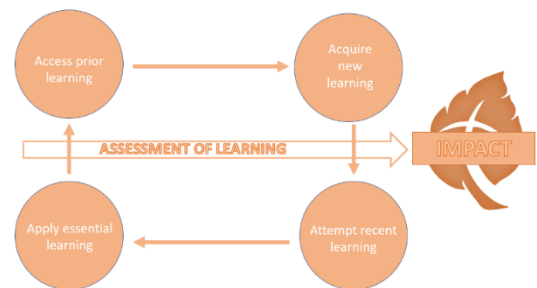 Access prior
learning
Acquire
new
learning
ASSESSMENT OF LEARNING
IMPACT
Apply essential
learning
Attempt recent
learning